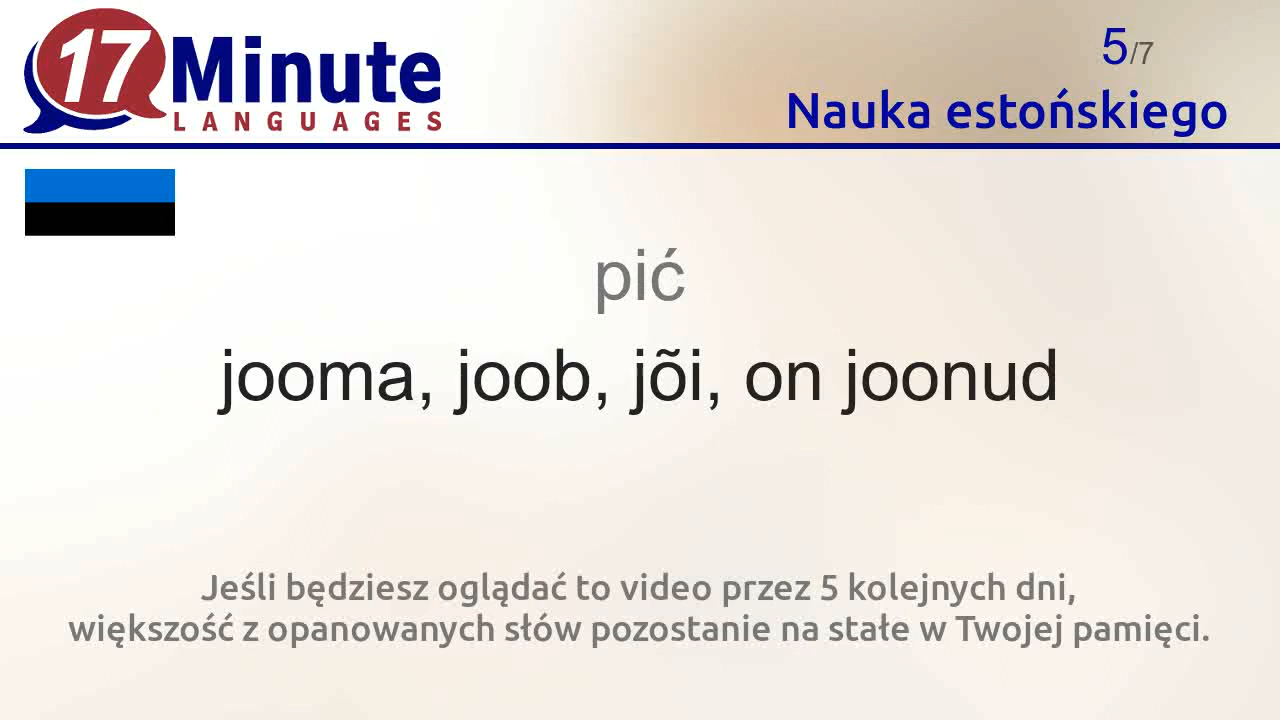 17 Minute
LANGUAGES
5/7
Nauka estońskiego
pić
jooma, joob, jõi, on joonud
Jeśli będziesz oglądać to video przez 5 kolejnych dni,
większość z opanowanych słów pozostanie na stałe w Twojej pamięci.